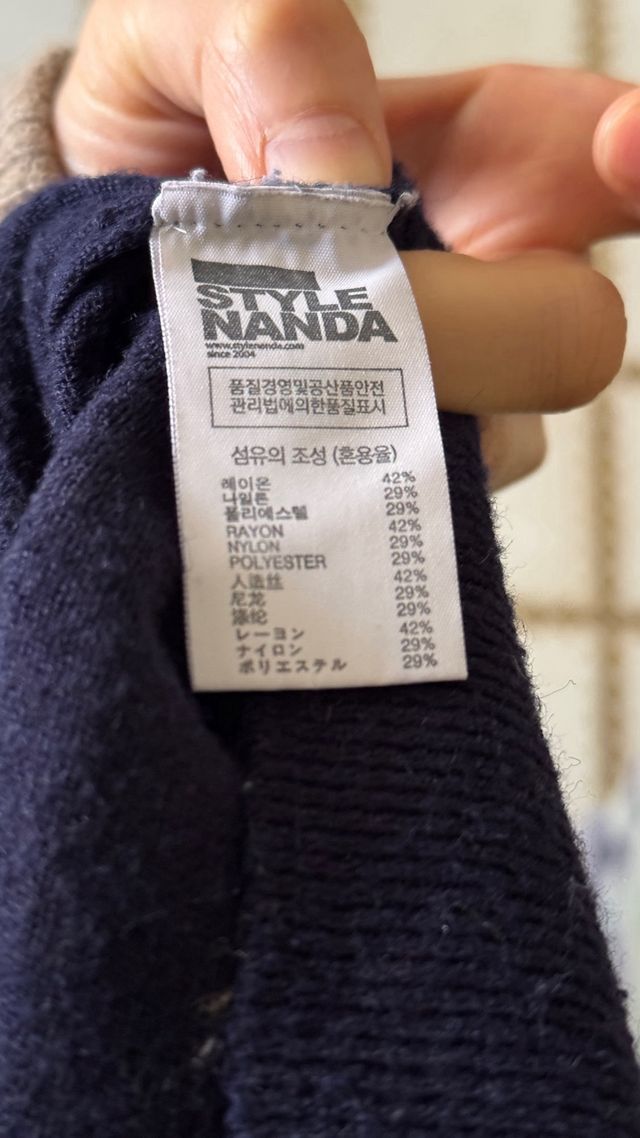 STYLE
NANDA
www.stylenanda.com
since 2004
품질경영및공산품안전
관리법에의한품질표시
섬유의 조성 (혼용율)
레이온 42%
나일론 29%
폴리에스텔 29%
RAYON 42%
NYLON 29%
POLYESTER 29%
人造丝 42%
尼龙 29%
涤纶 29%
レーヨン 42%
ナイロン 29%
ポリエステル 29%